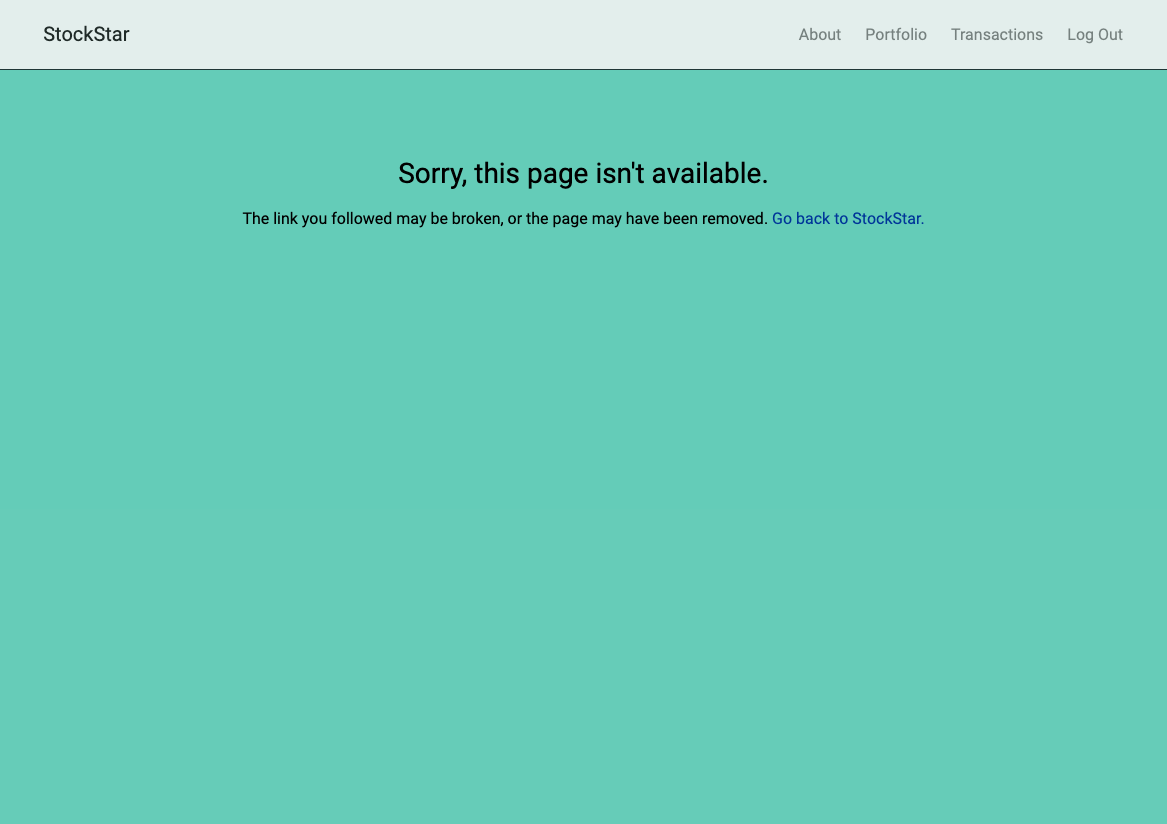 StockStar
About Portfolio Transactions Log Out
Sorry, this page isn't available.
The link you followed may be broken, or the page may have been removed. Go back to StockStar.